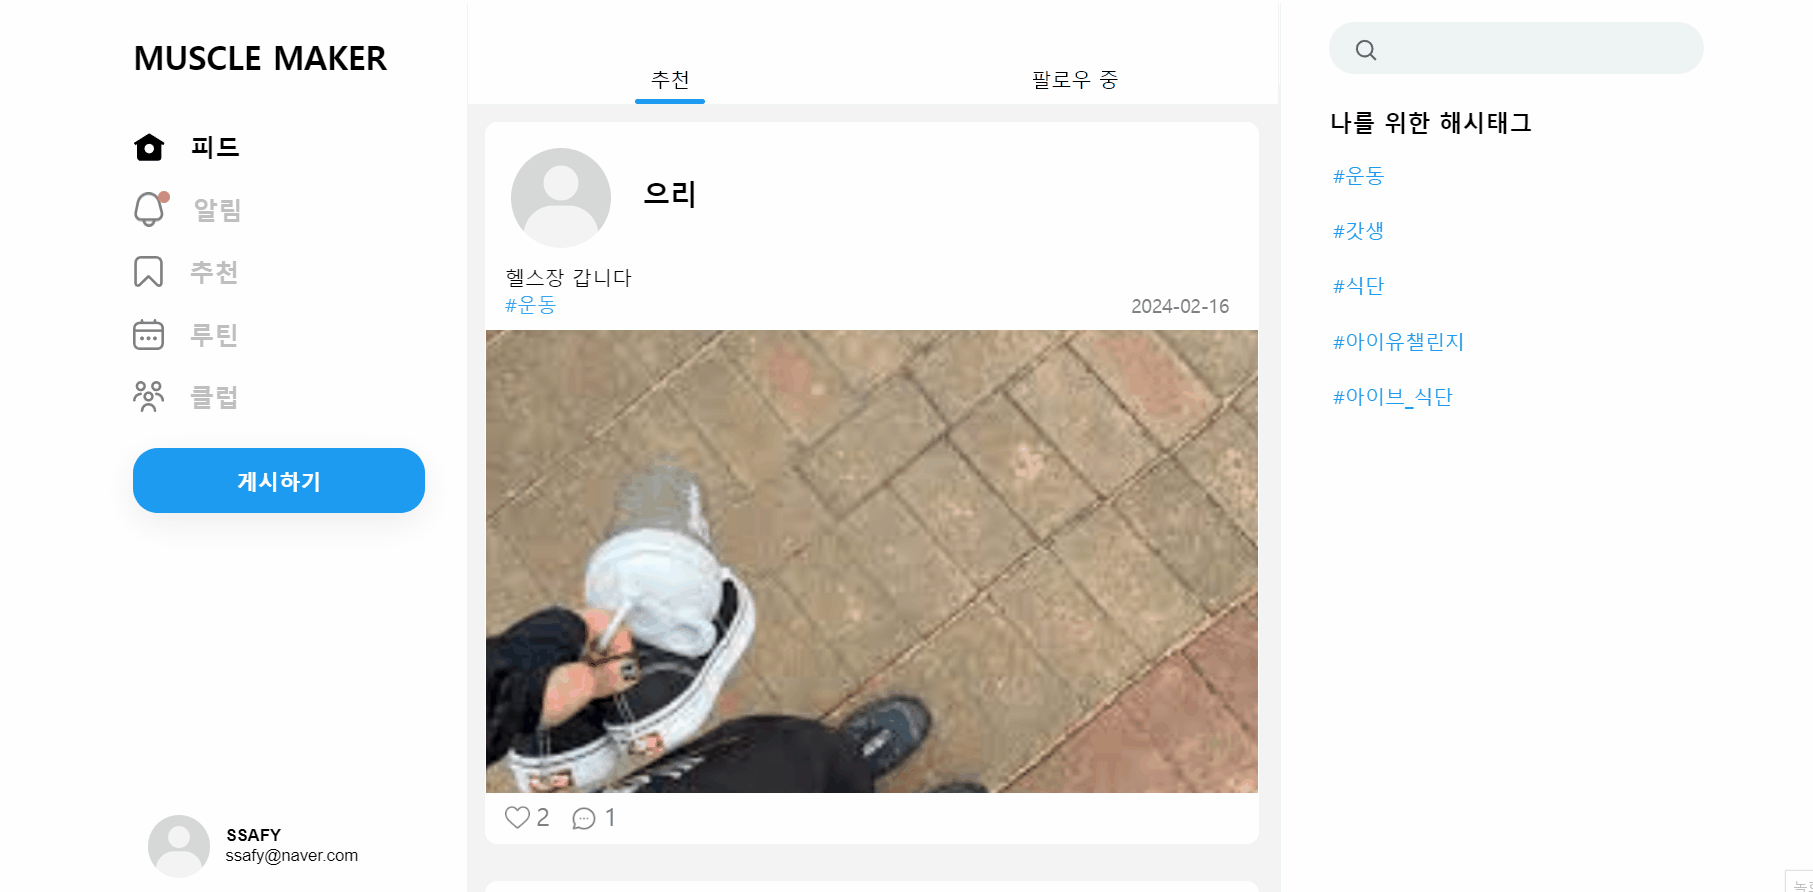 MUSCLE MAKER
피드
알림
추천
루틴
클럽
게시하기
SSAFY
ssafy@naver.com
추천
팔로우 중
으리
헬스장 갑니다
#운동
2024-02-16
2
1
나를 위한 해시태그
#운동
#갓생
#식단
#아이유챌린지
#아이브_식단